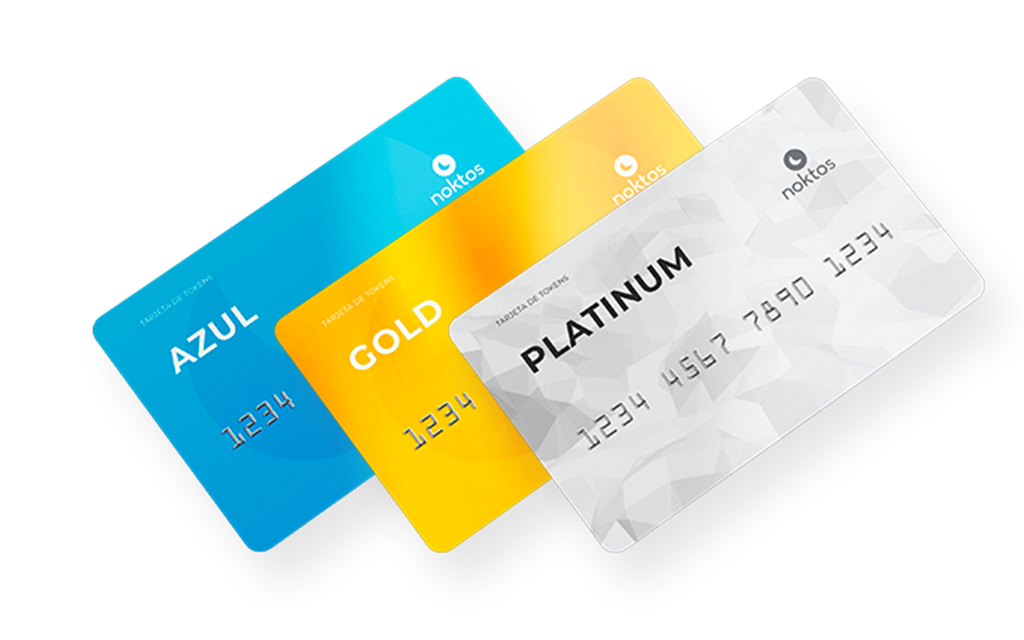 noktos
TARJETA DE TOKENS
AZUL
1234
noktos
TARJETA DE TOKENS
GOLD
1234
noktos
TARJETA DE TOKENS
PLATINUM
1234 4567 7890 1234